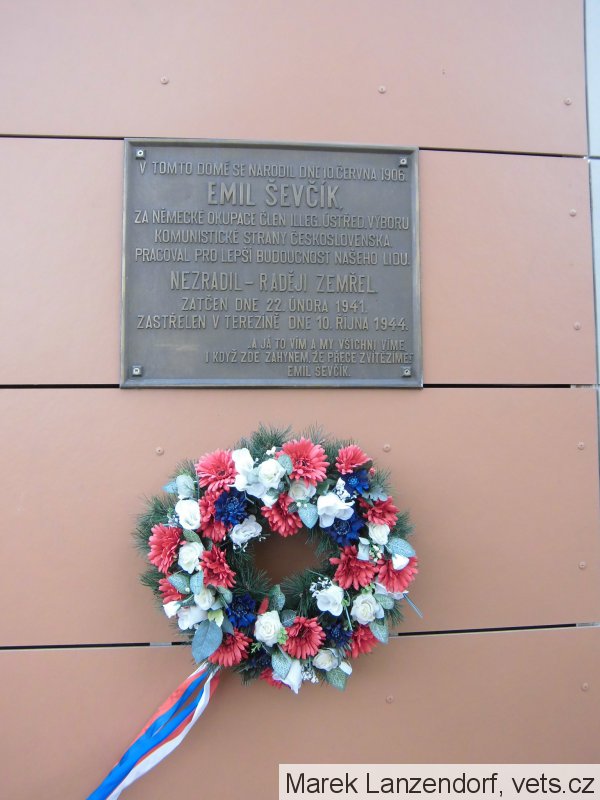 V TOMTO DOMĚ SE NARODIL DNE 10. ČERVNA 1906
EMIL ŠEVČÍK,
ZA NĚMECKÉ OKUPACE ČLEN ILLEG. ÚSTŘED. VÝBORU
KOMUNISTICKÉ STRANY ČESKOSLOVENSKA.
PRACOVAL PRO LEPŠÍ BUDOUCNOST NAŠEHO LIDU.
NEZRADIL - RADĚJI ZEMŘEL.
ZATČEN DNE 22. ÚNORA 1941.
ZASTŘELEN V TEREZÍNĚ DNE 10. ŘÍJNA 1944.
..A JÁ TO VÍM A MY VŠICHNI VÍME,
I KDYŽ ZDE ZAHYNEM, ŽE PŘECE ZVÍTĚZÍME!
EMIL ŠEVČÍK.
Marek Lanzendorf, vets.cz